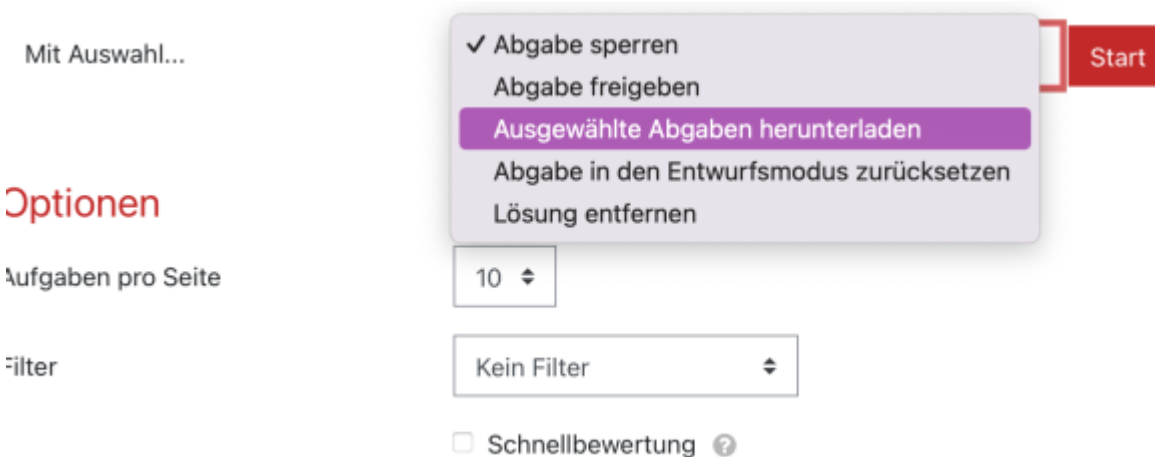 Mit Auswahl...
✓ Abgabe sperren
Abgabe freigeben
Ausgewählte Abgaben herunterladen
Abgabe in den Entwurfsmodus zurücksetzen
Lösung entfernen
Start
Optionen
Aufgaben pro Seite
10
Filter
Kein Filter
Schnellbewertung ?